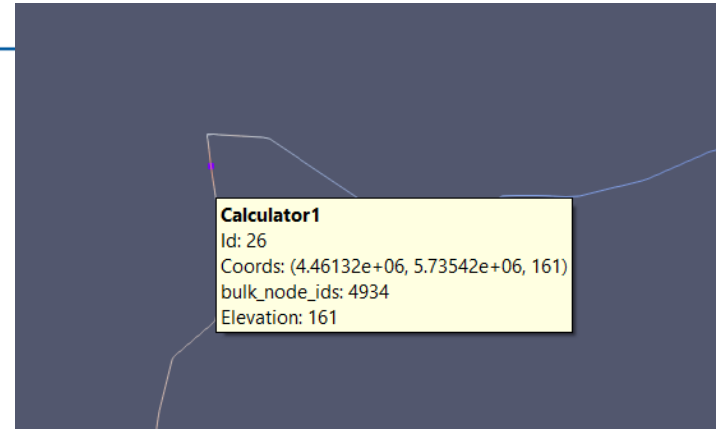 Calculator1
Id: 26
Coords: (4.46132e+06, 5.73542e+06, 161)
bulk_node_ids: 4934
Elevation: 161